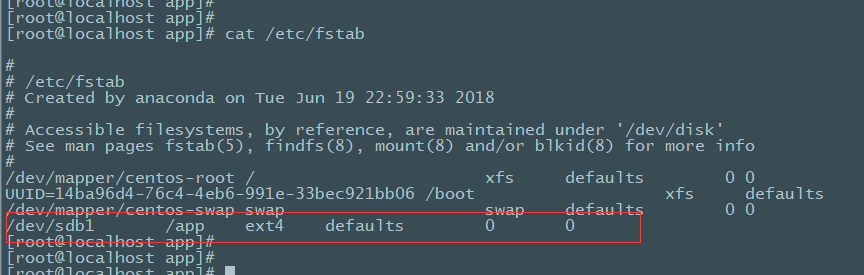 [root@localhost app]#
[root@localhost app]#
[root@localhost app]# cat /etc/fstab
#
# /etc/fstab
# Created by anaconda on Tue Jun 19 22:59:33 2018
#
# Accessible filesystems, by reference, are maintained under '/dev/disk'
# See man pages fstab(5), findfs(8), mount(8) and/or blkid(8) for more info
#
/dev/mapper/centos-root / xfs defaults 0 0
UUID=14ba96d4-76c4-4eb6-991e-33bec921bb06 /boot xfs defaults
/dev/mapper/centos-swap swap swap defaults 0 0
/dev/sdb1 /app ext4 defaults 0 0
[root@localhost app]#
[root@localhost app]#
[root@localhost app]#